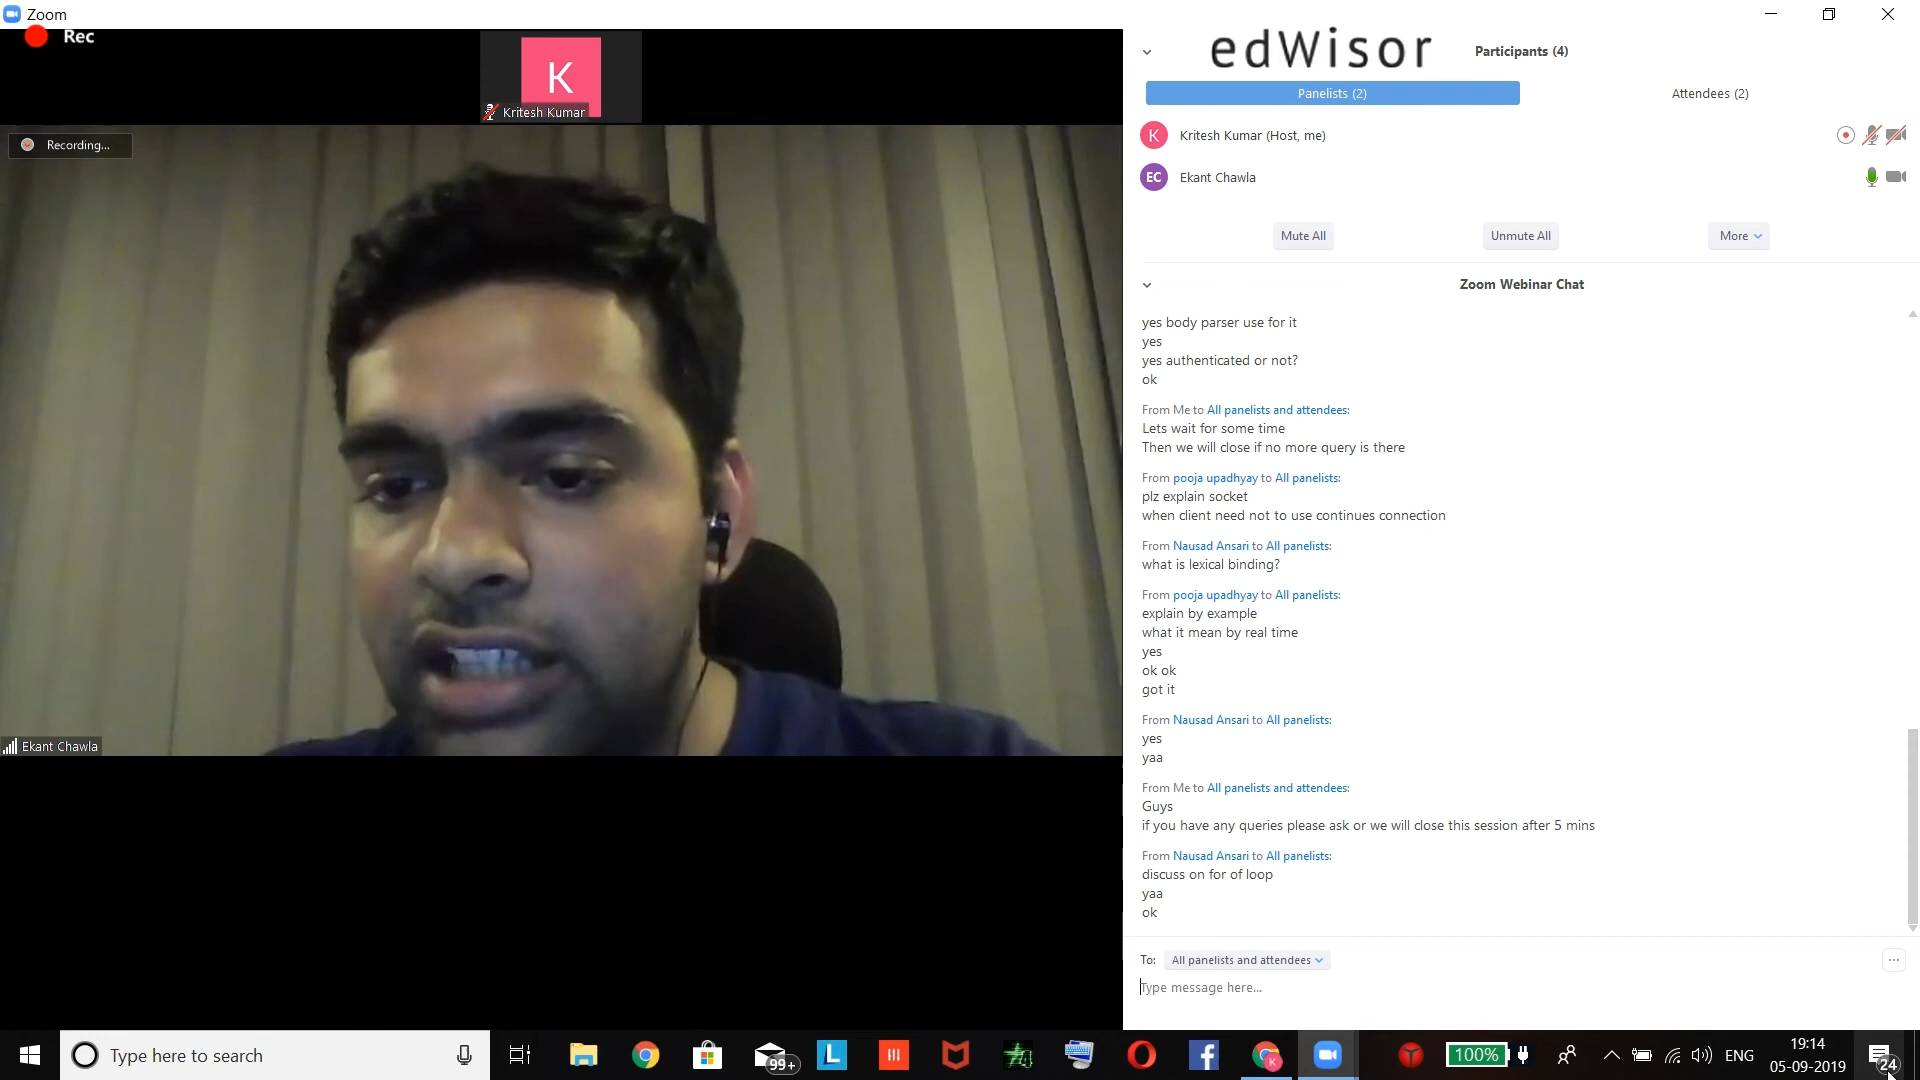 Zoom
Rec
K
Kritesh Kumar
Recording...
Ekant Chawla
edWisor
Participants (4)
Panelists (2)
Attendees (2)
K
Kritesh Kumar (Host, me)
EC
Ekant Chawla
Mute All
Unmute All
More
Zoom Webinar Chat
yes body parser use for it
yes
yes authenticated or not?
ok
From Me to All panelists and attendees:
Lets wait for some time
Then we will close if no more query is there
From pooja upadhyay to All panelists:
plz explain socket
when client need not to use continues connection
From Nausad Ansari to All panelists:
what is lexical binding?
From pooja upadhyay to All panelists:
explain by example
what it mean by real time
yes
ok ok
got it
From Nausad Ansari to All panelists:
yes
yaa
From Me to All panelists and attendees:
Guys
if you have any queries please ask or we will close this session after 5 mins
From Nausad Ansari to All panelists:
discuss on for of loop
yaa
ok
To: All panelists and attendees
Type message here...
Type here to search
99+
L
K
100%
ENG
19:14
05-09-2019
24